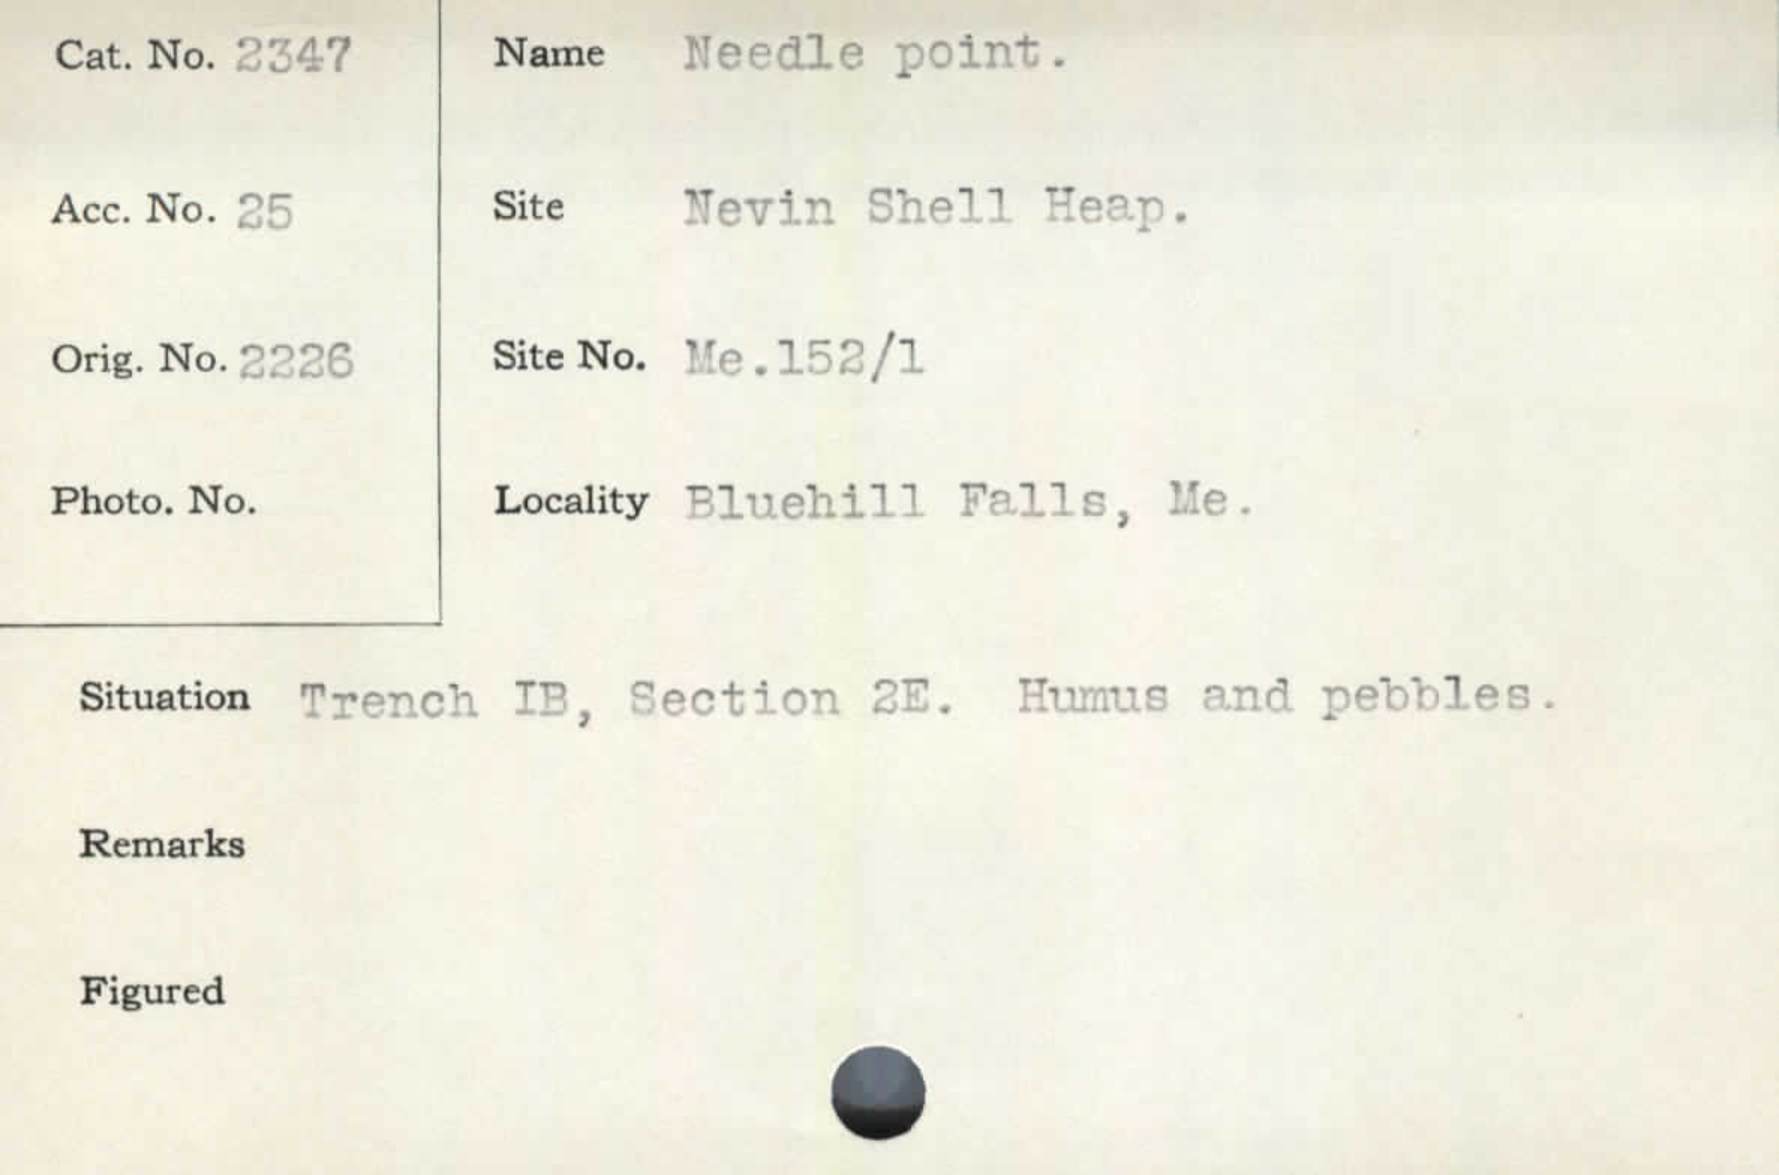 Cat. No. 2347
Name Needle point.
Acc. No. 25
Site Nevin Shell Heap.
Orig. No. 2226
Site No. Me.152/1
Photo. No.
Locality Bluehill Falls, Me.
Situation Trench IB, Section 2E. Humus and pebbles.
Remarks
Figured